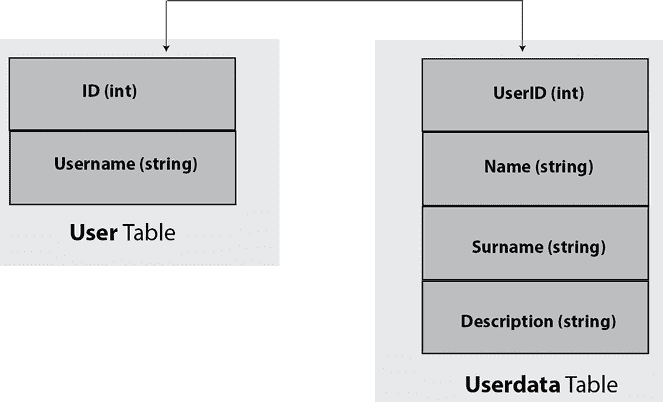 ID (int)
Username (string)
User Table
UserID (int)
Name (string)
Surname (string)
Description (string)
Userdata Table